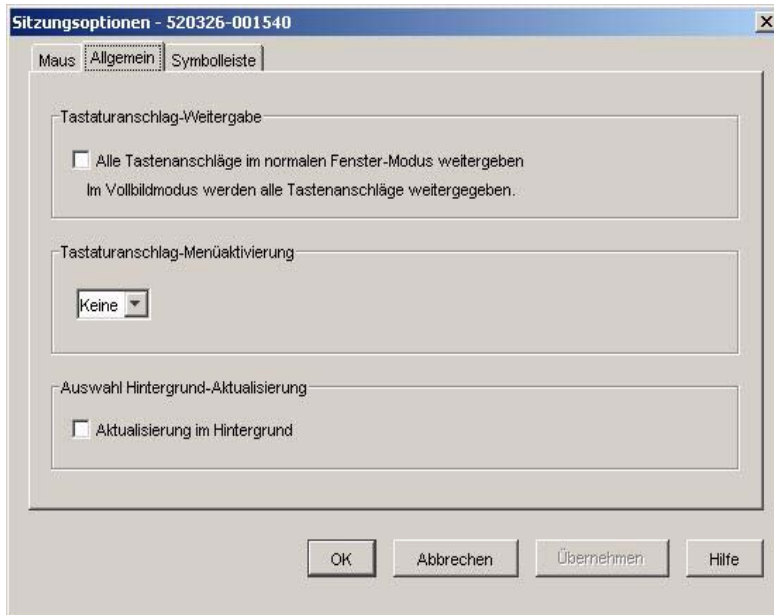 Sitzungsoptionen - 520326-001540
Maus Allgemein Symbolleiste
Tastaturanschlag-Weitergabe
Alle Tastenanschläge im normalen Fenster-Modus weitergeben
Im Vollbildmodus werden alle Tastenanschläge weitergegeben.
Tastaturanschlag-Menüaktivierung
Keine
Auswahl Hintergrund-Aktualisierung
Aktualisierung im Hintergrund
OK Abbrechen Übernehmen Hilfe